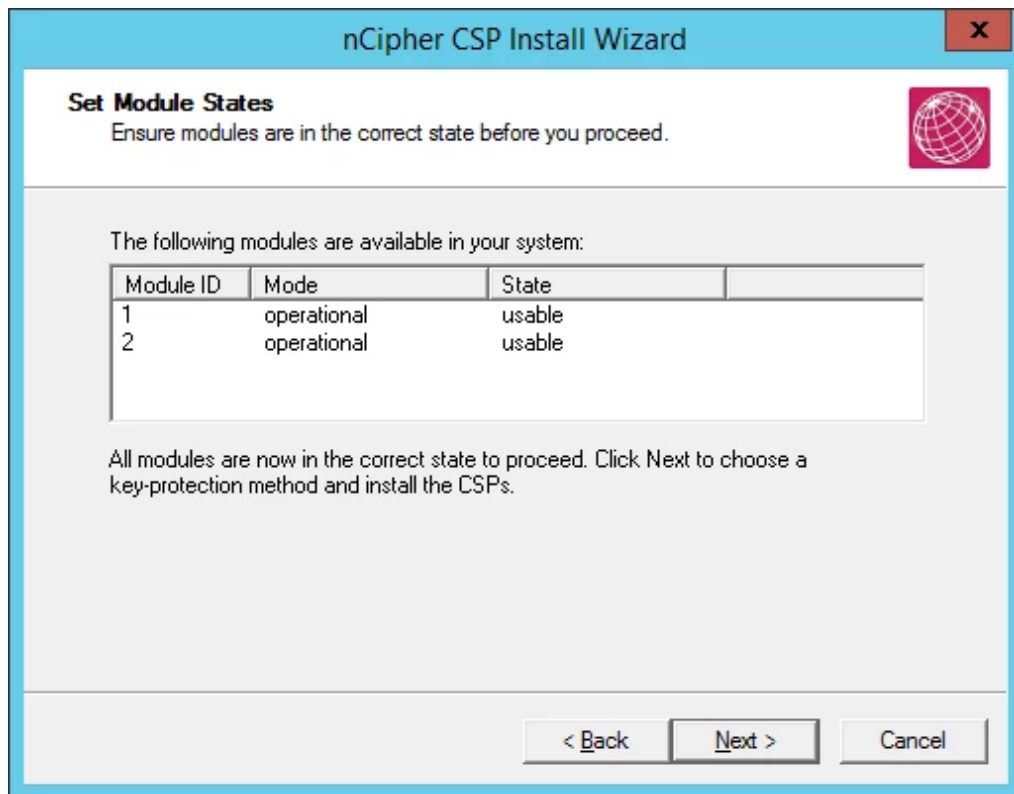 nCipher CSP Install Wizard
x
Set Module States
Ensure modules are in the correct state before you proceed.
The following modules are available in your system:
Module ID Mode State
1 operational usable
2 operational usable
All modules are now in the correct state to proceed. Click Next to choose a
key-protection method and install the CSPs.
< Back Next > Cancel